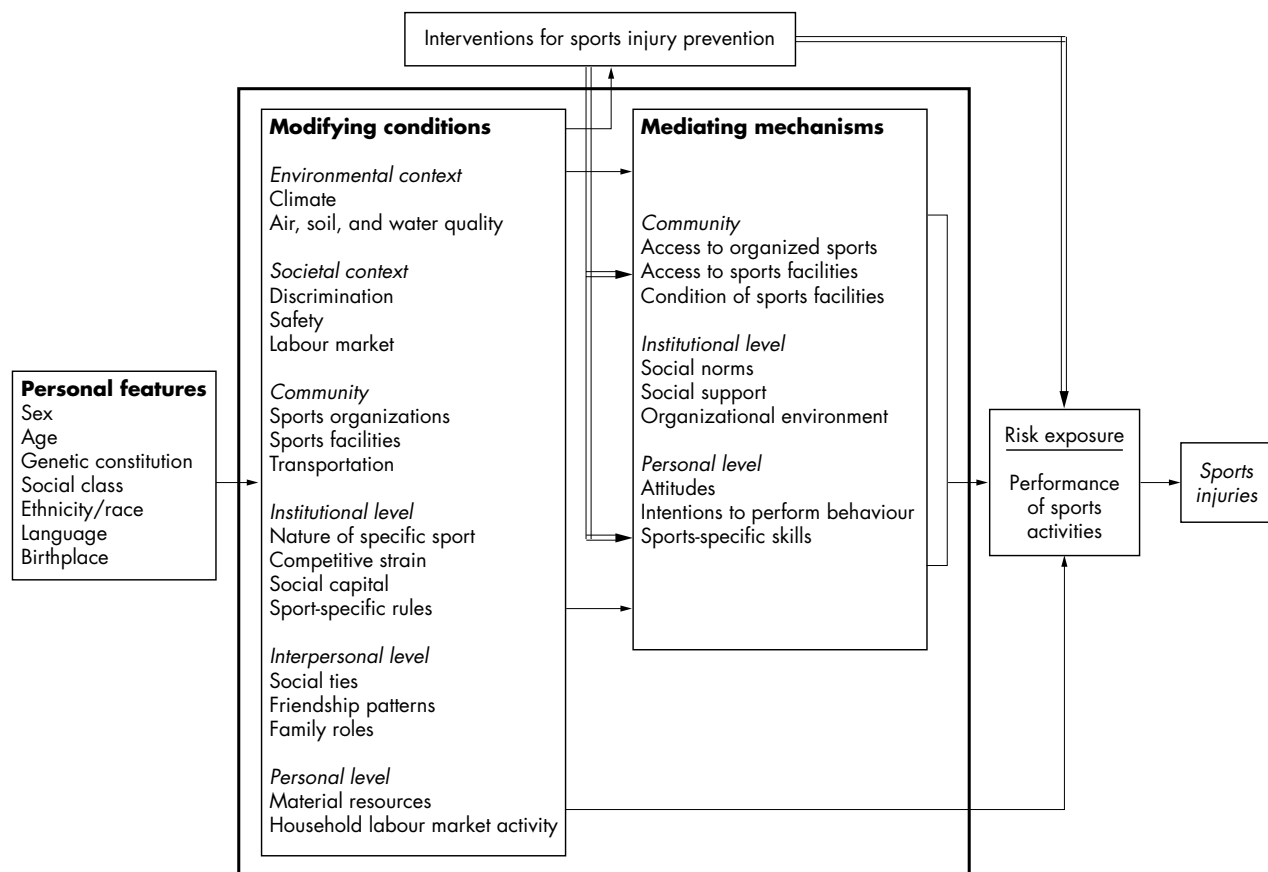 Interventions for sports injury prevention
Personal features
Sex
Age
Genetic constitution
Social class
Ethnicity/race
Language
Birthplace
Modifying conditions
Environmental context
Climate
Air, soil, and water quality
Societal context
Discrimination
Safety
Labour market
Community
Sports organizations
Sports facilities
Transportation
Institutional level
Nature of specific sport
Competitive strain
Social capital
Sport-specific rules
Interpersonal level
Social ties
Friendship patterns
Family roles
Personal level
Material resources
Household labour market activity
Mediating mechanisms
Community
Access to organized sports
Access to sports facilities
Condition of sports facilities
Institutional level
Social norms
Social support
Organizational environment
Personal level
Attitudes
Intentions to perform behaviour
Sports-specific skills
Risk exposure
Performance
of sports
activities
Sports
injuries